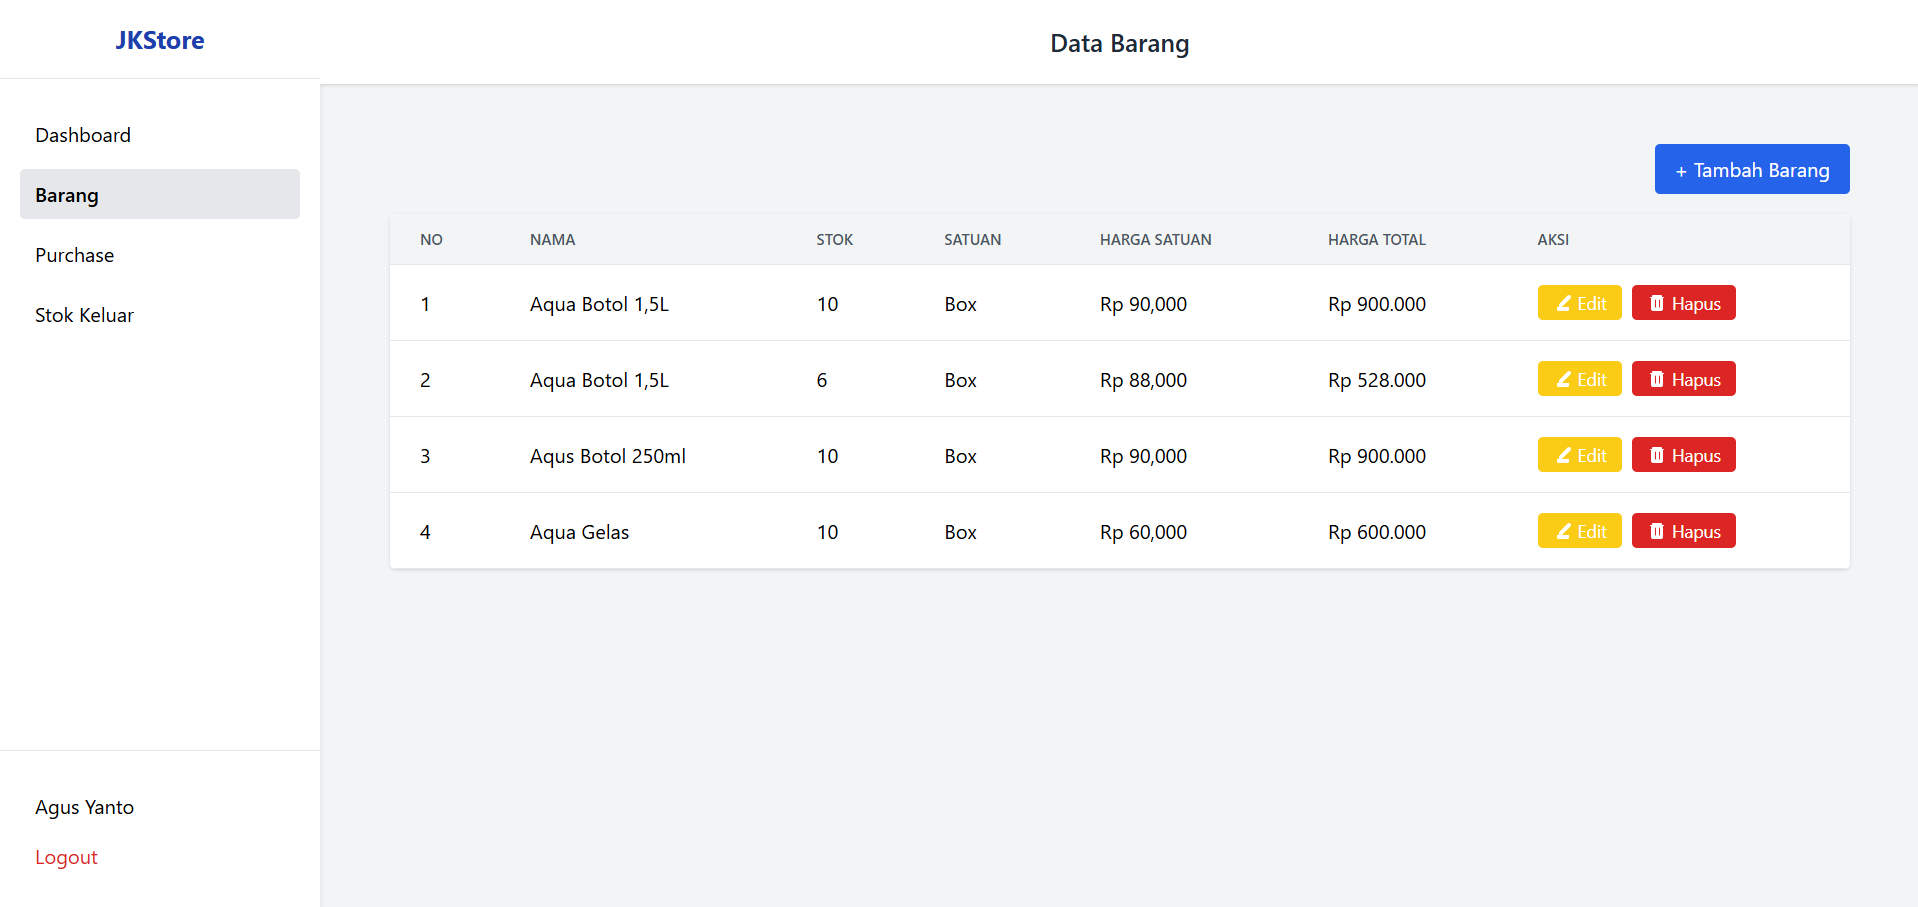 JKStore
Data Barang
Dashboard
Barang
Purchase
Stok Keluar
+ Tambah Barang
NO NAMA STOK SATUAN HARGA SATUAN HARGA TOTAL AKSI
1 Aqua Botol 1,5L 10 Box Rp 90,000 Rp 900.000 Edit Hapus
2 Aqua Botol 1,5L 6 Box Rp 88,000 Rp 528.000 Edit Hapus
3 Aqus Botol 250ml 10 Box Rp 90,000 Rp 900.000 Edit Hapus
4 Aqua Gelas 10 Box Rp 60,000 Rp 600.000 Edit Hapus
Agus Yanto
Logout